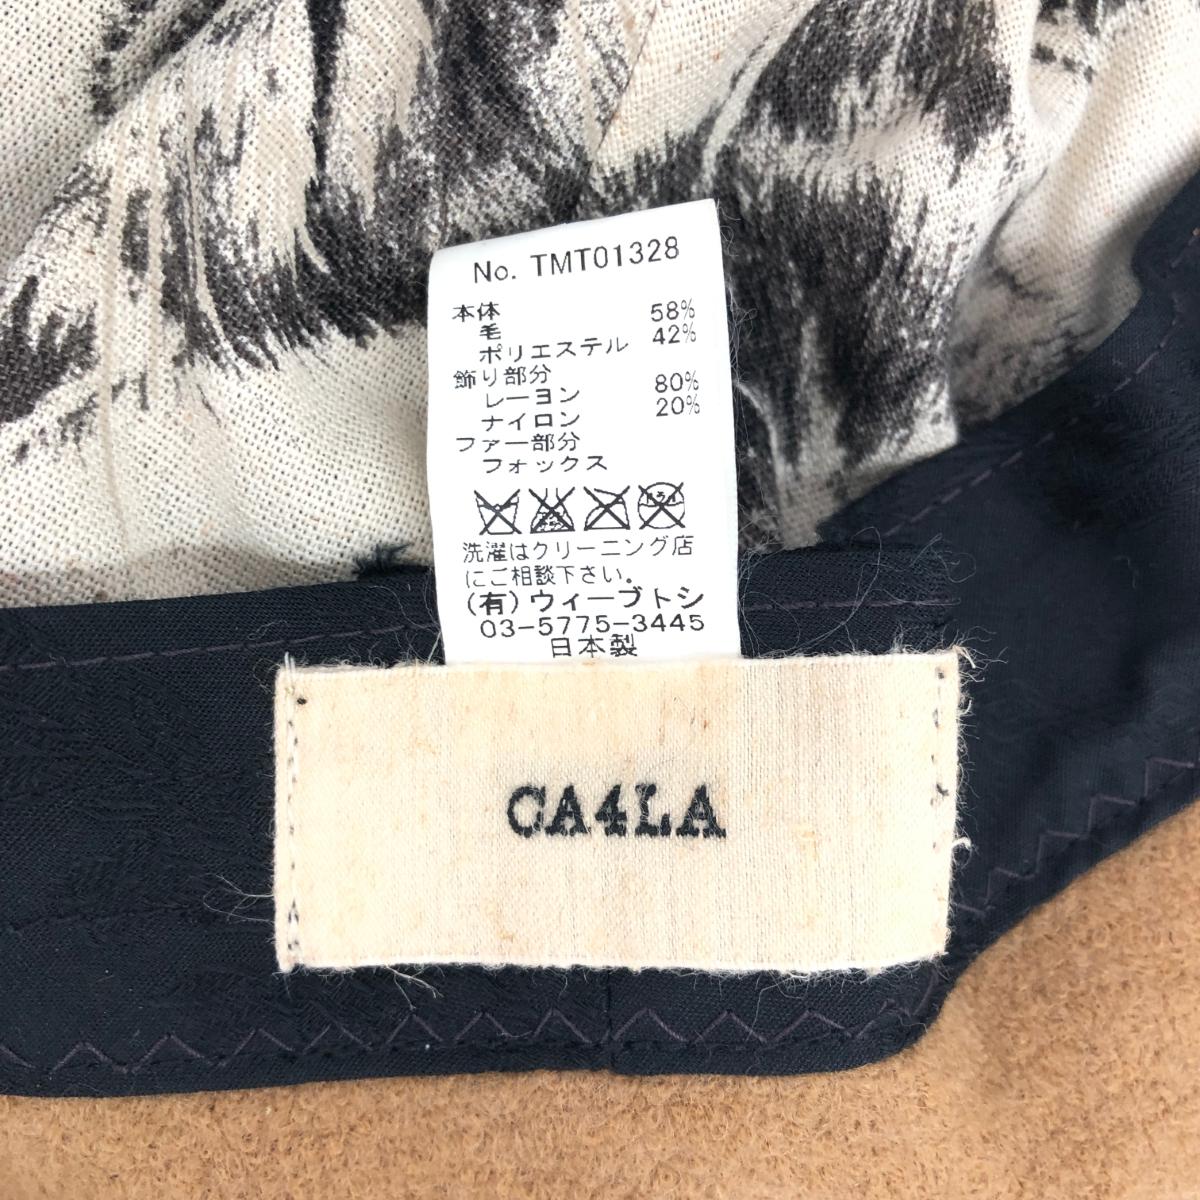 No. TMT01328
本体
毛 58%
ポリエステル 42%
飾り部分
レーヨン 80%
ナイロン 20%
ファー部分
フォックス
洗濯はクリーニング店
にご相談下さい.
(有)ウィーブトシ
03-5775-3445
日本製
CA4LA